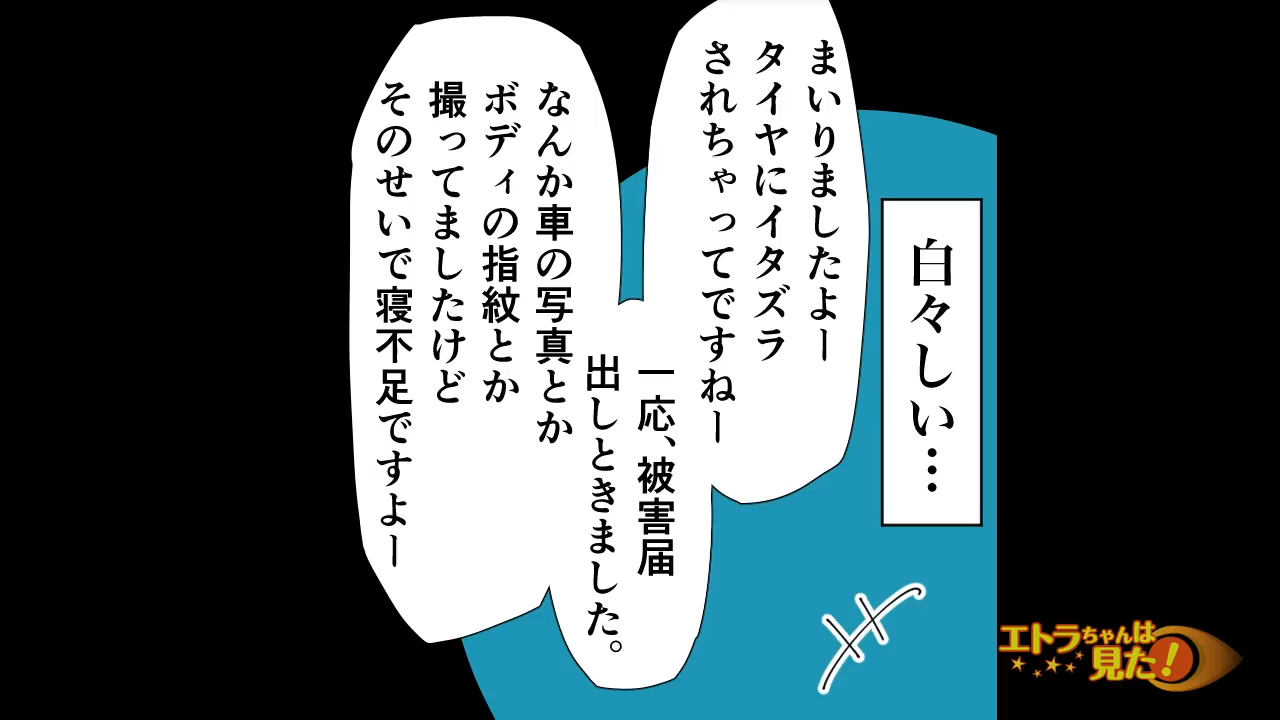 白々しい…
まいりましたよー
タイヤにイタズラ
されちゃってですねー
一応、被害届
出しときました。
なんか車の写真とか
ボディの指紋とか
撮ってましたけど
そのせいで寝不足ですよー
エトラちゃんは
見た!